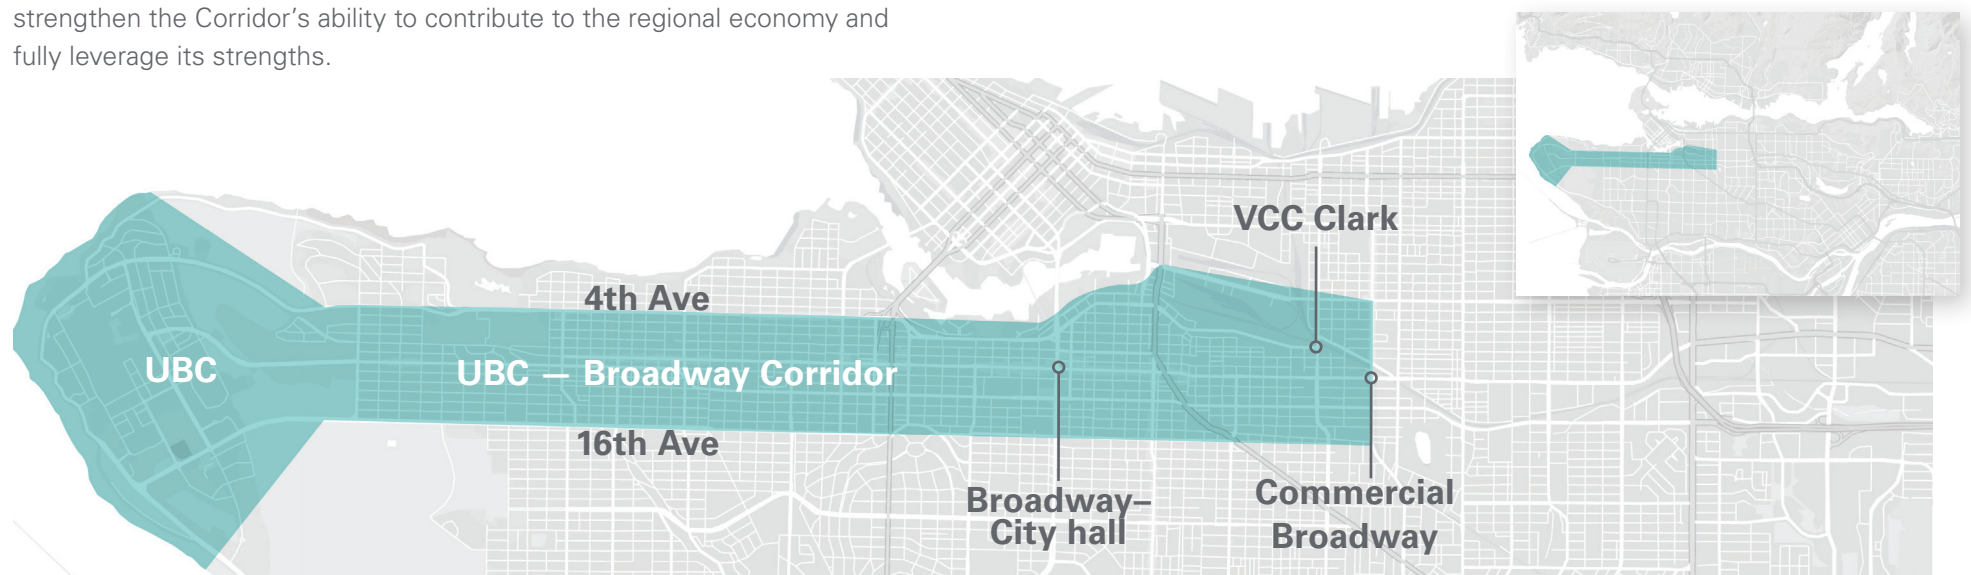 strengthen the Corridor’s ability to contribute to the regional economy and
fully leverage its strengths.
VCC Clark
4th Ave
UBC
UBC — Broadway Corridor
16th Ave
Broadway–
City hall
Commercial
Broadway